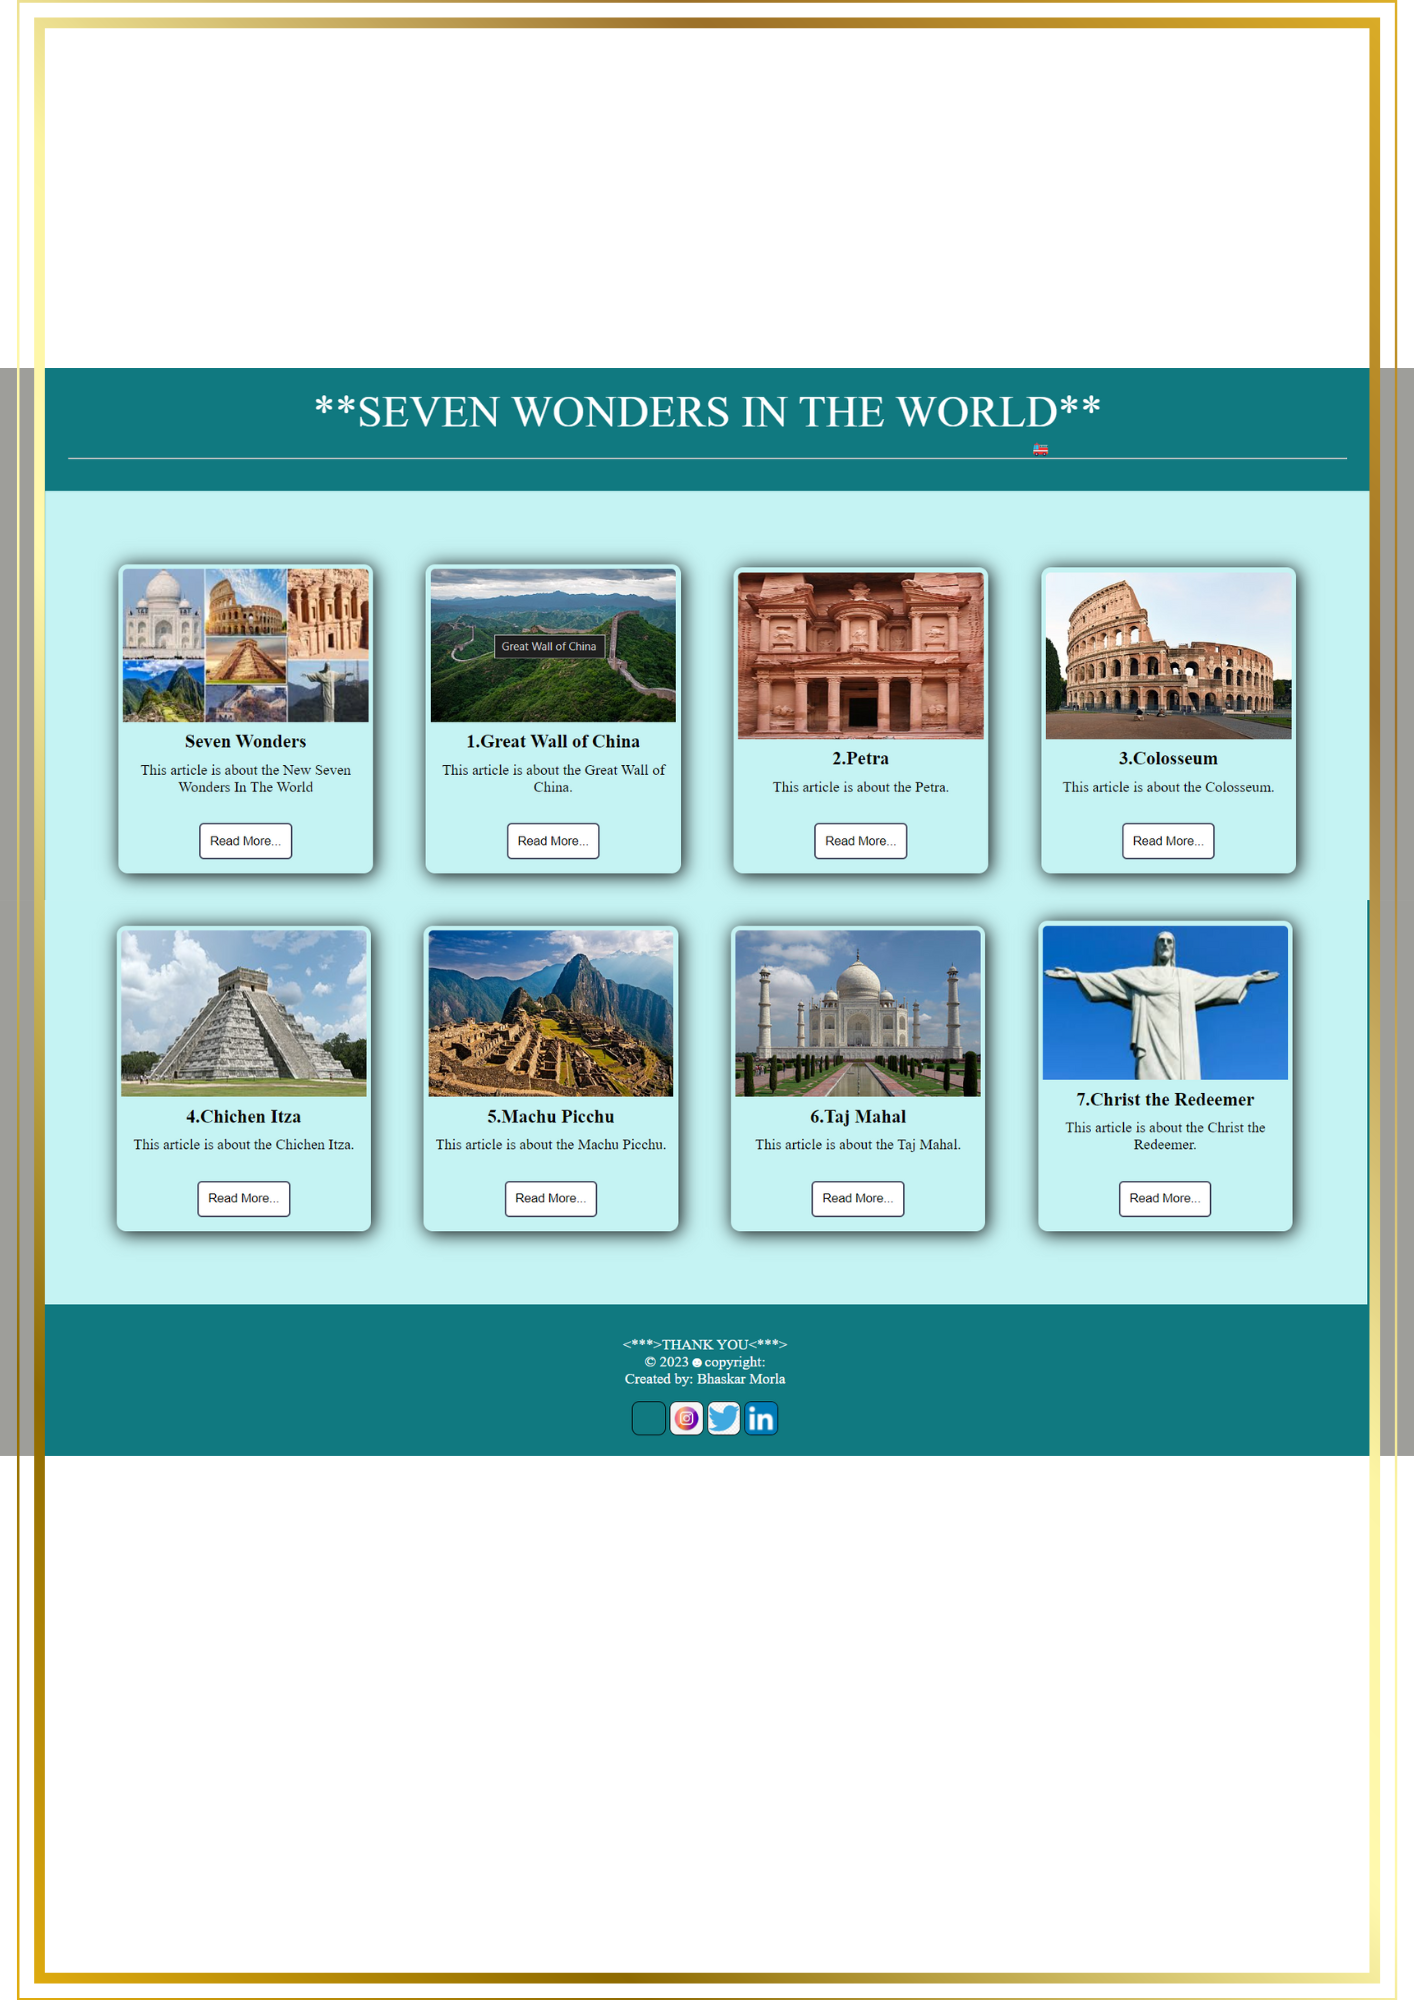 **SEVEN WONDERS IN THE WORLD**
Great Wall of China
Seven Wonders
This article is about the New Seven
Wonders In The World
Read More...
1.Great Wall of China
This article is about the Great Wall of
China.
Read More...
2.Petra
This article is about the Petra.
Read More...
3.Colosseum
This article is about the Colosseum.
Read More...
4.Chichen Itza
This article is about the Chichen Itza.
Read More...
5.Machu Picchu
This article is about the Machu Picchu.
Read More...
6.Taj Mahal
This article is about the Taj Mahal.
Read More...
7.Christ the Redeemer
This article is about the Christ the
Redeemer.
Read More...
<***>THANK YOU<***>
© 2023☻copyright:
Created by: Bhaskar Morla
in